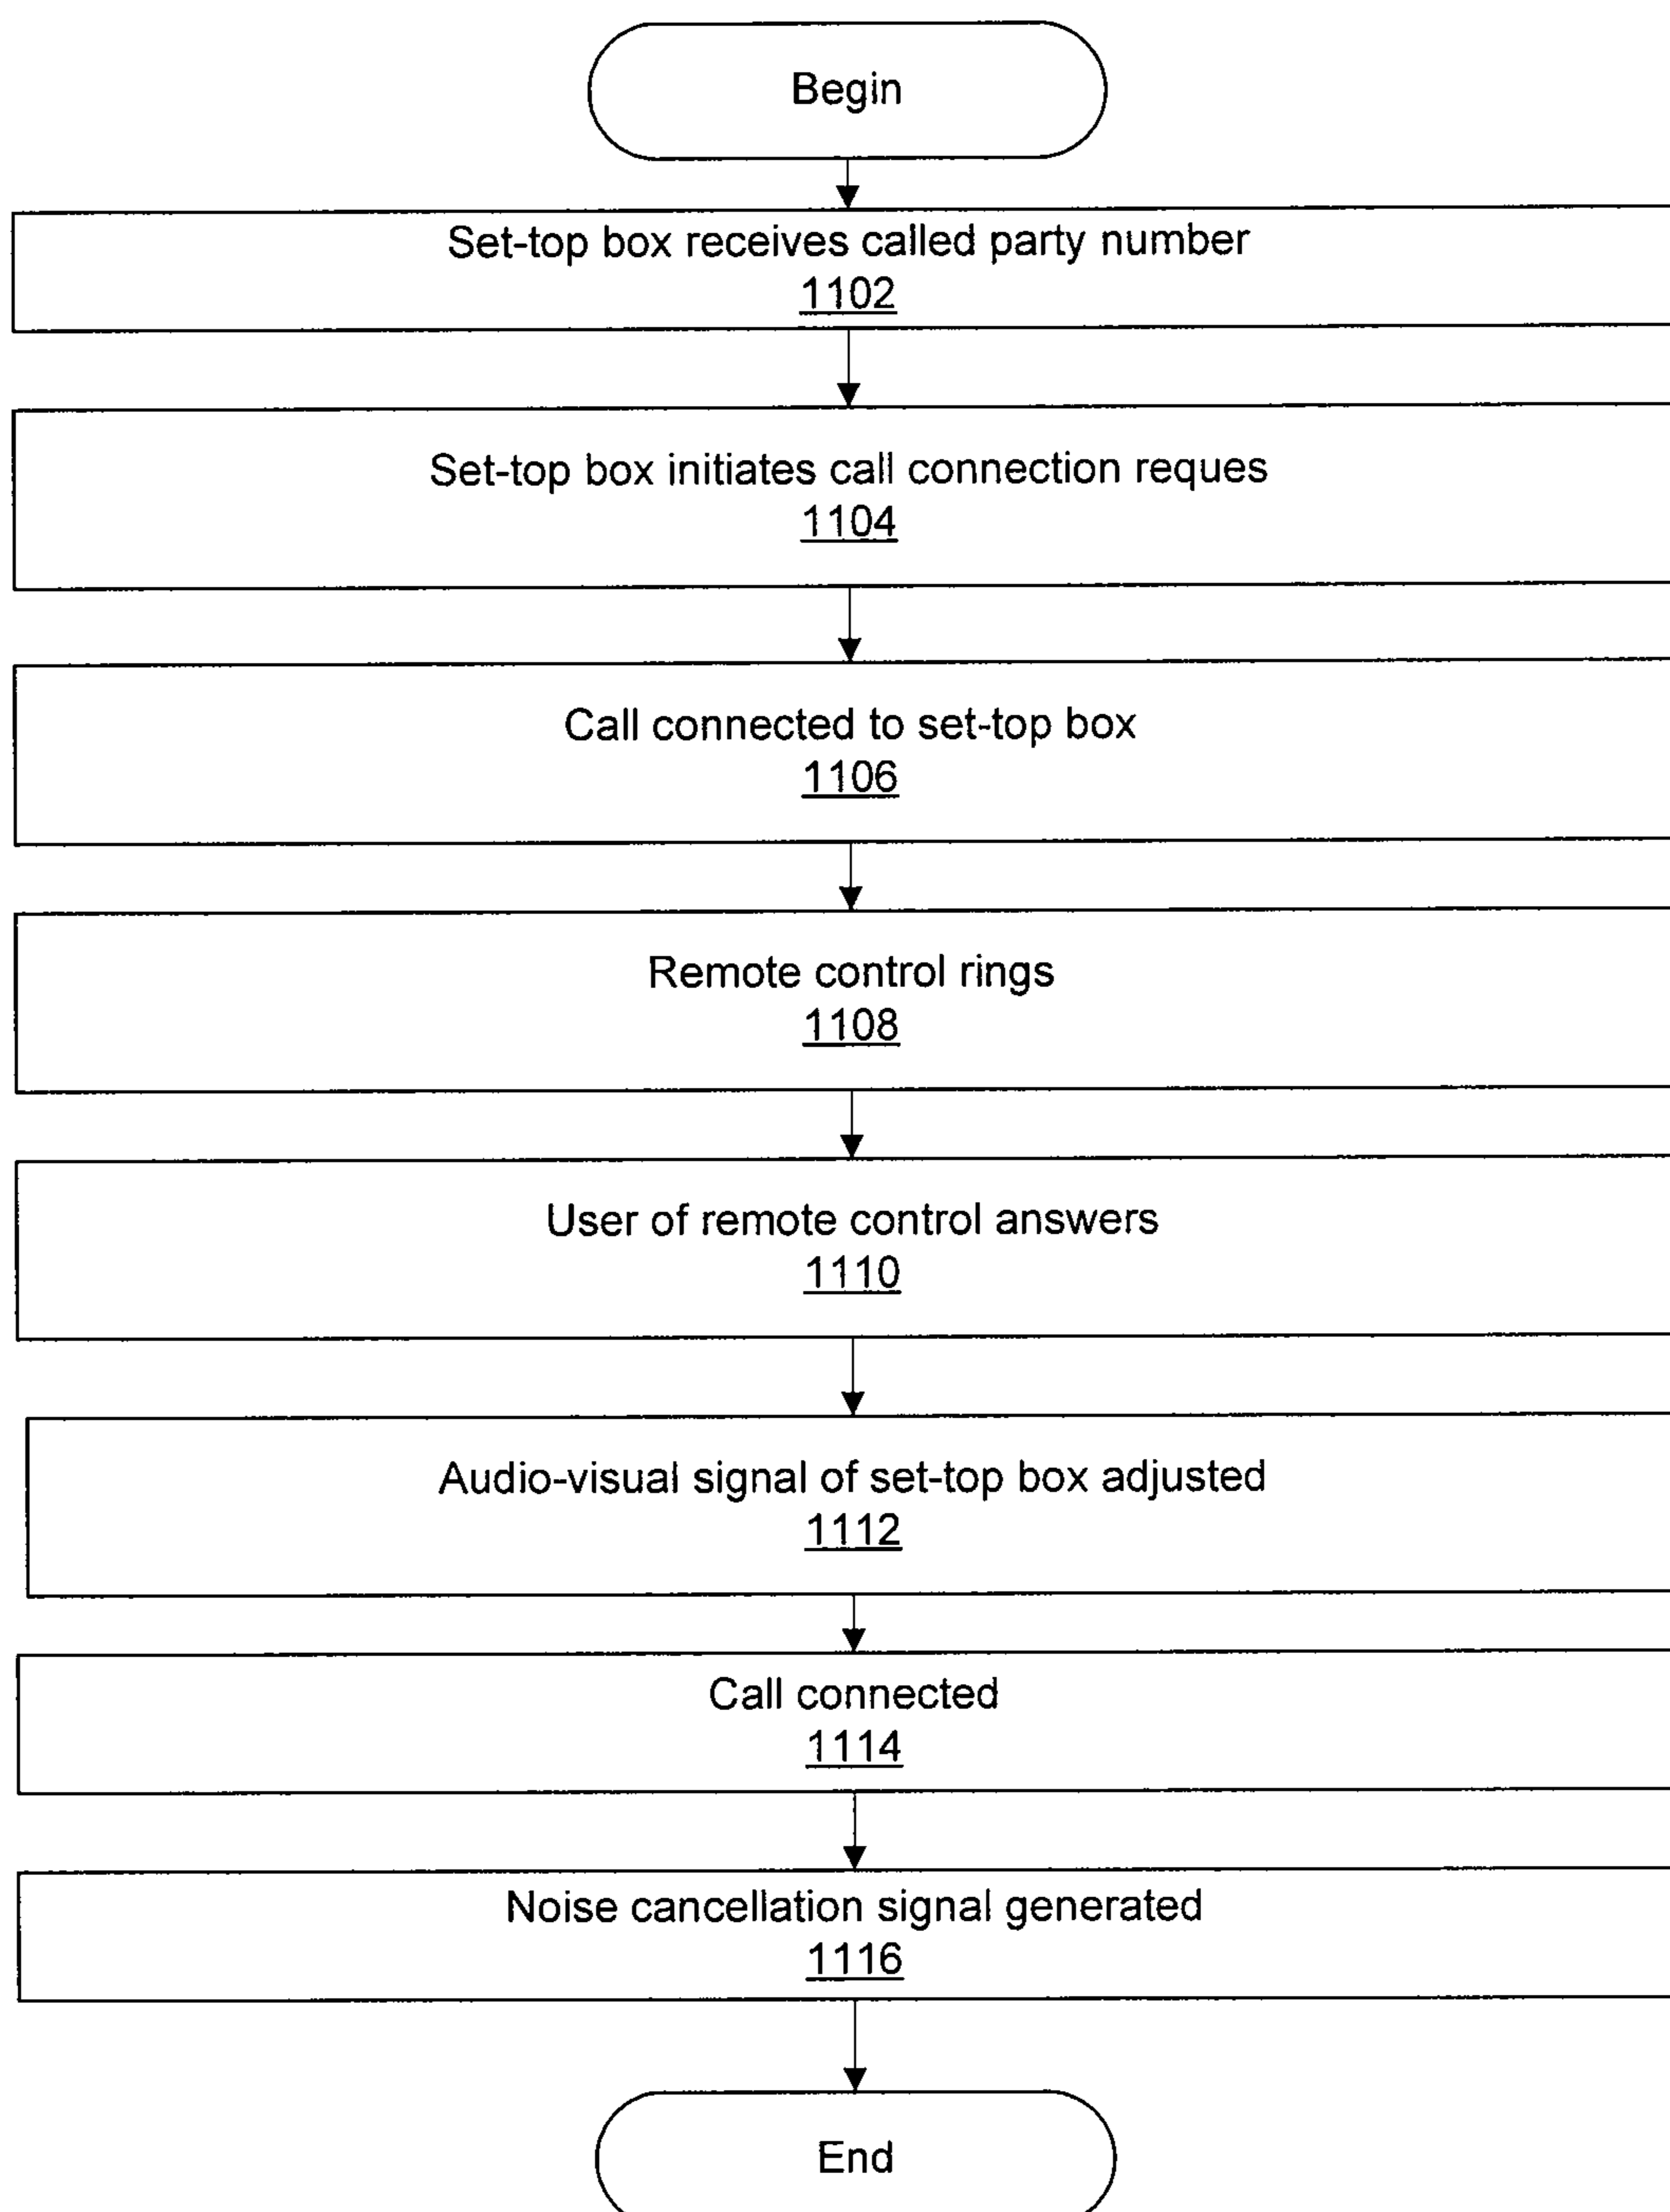 Begin
Set-top box receives called party number
1102
Set-top box initiates call connection reques
1104
Call connected to set-top box
1106
Remote control rings
1108
User of remote control answers
1110
Audio-visual signal of set-top box adjusted
1112
Call connected
1114
Noise cancellation signal generated
1116
End